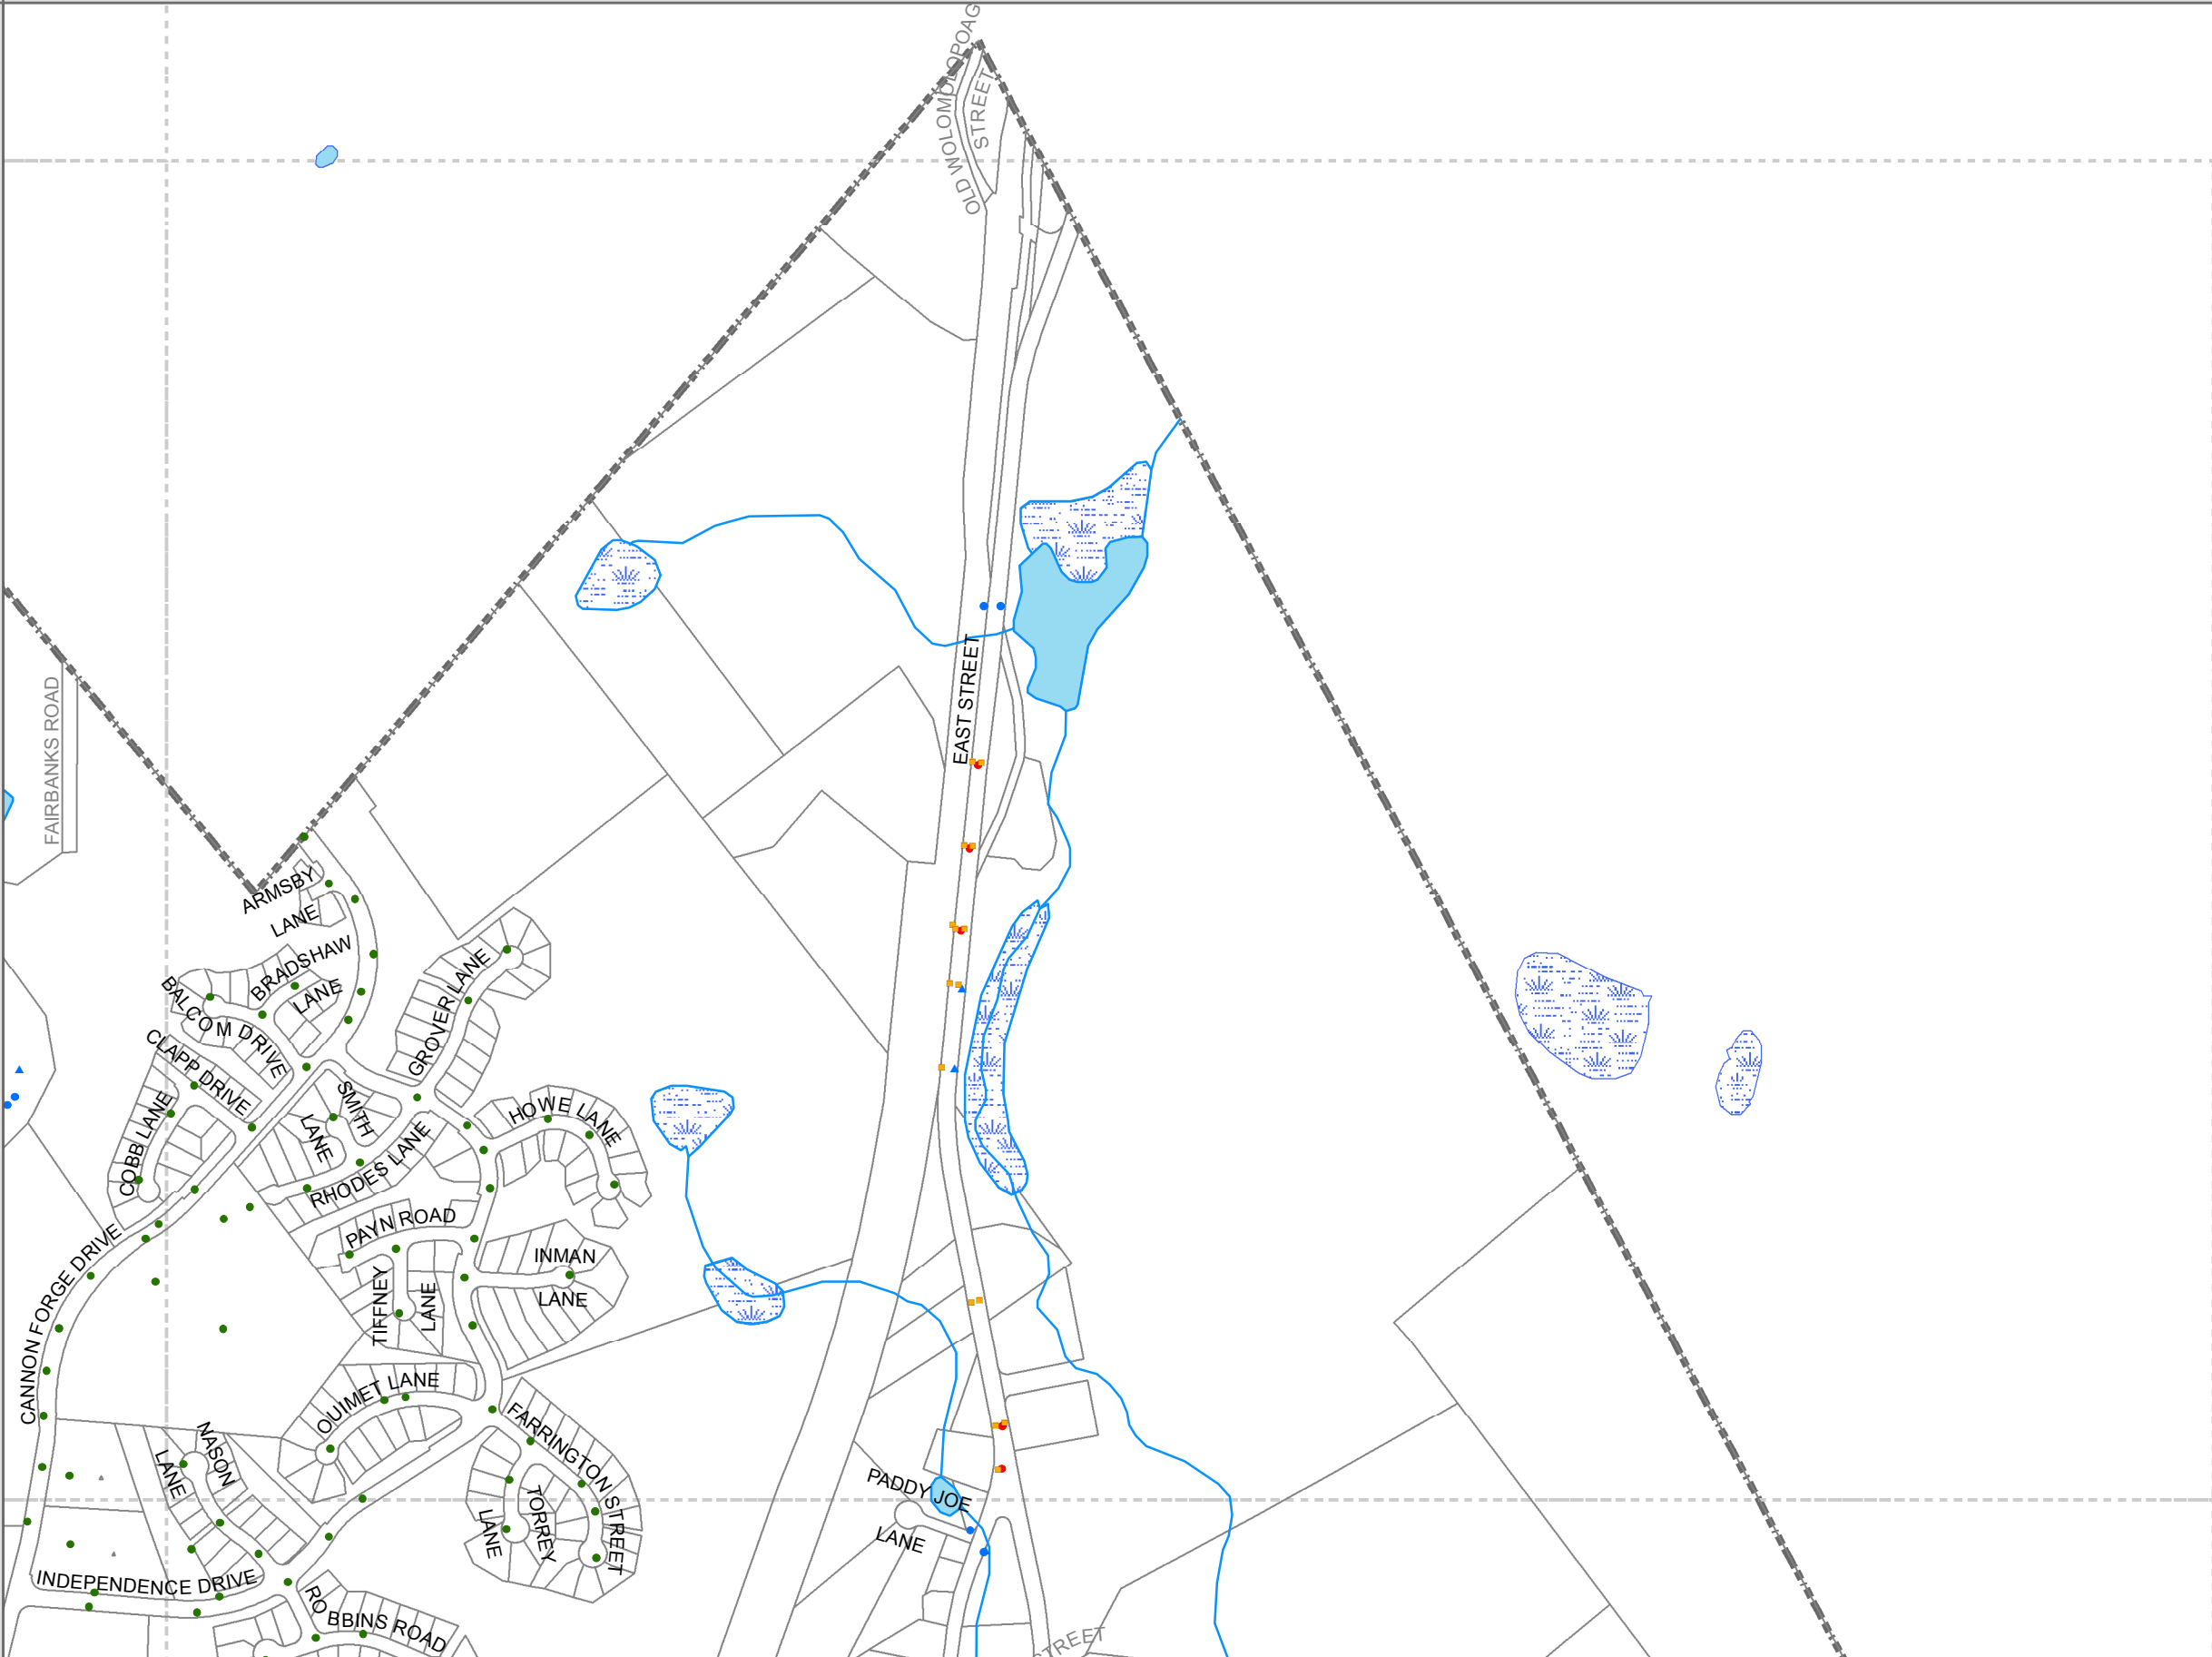 OLD WOLOMOLOPOAG
STREET
EAST STREET
FAIRBANKS ROAD
ARMSBY
LANE
BRADSHAW
LANE
BALCOM DRIVE
CLAPP DRIVE
GROVER LANE
SMITH
LANE
COBB LANE
HOWE LANE
RHODES LANE
PAYN ROAD
INMAN
LANE
TIFFNEY
LANE
CANNON FORGE DRIVE
OUIMET LANE
FARRINGTON STREET
NASON
LANE
TORREY
LANE
PADDY JOE
LANE
INDEPENDENCE DRIVE
ROBBINS ROAD
STREET